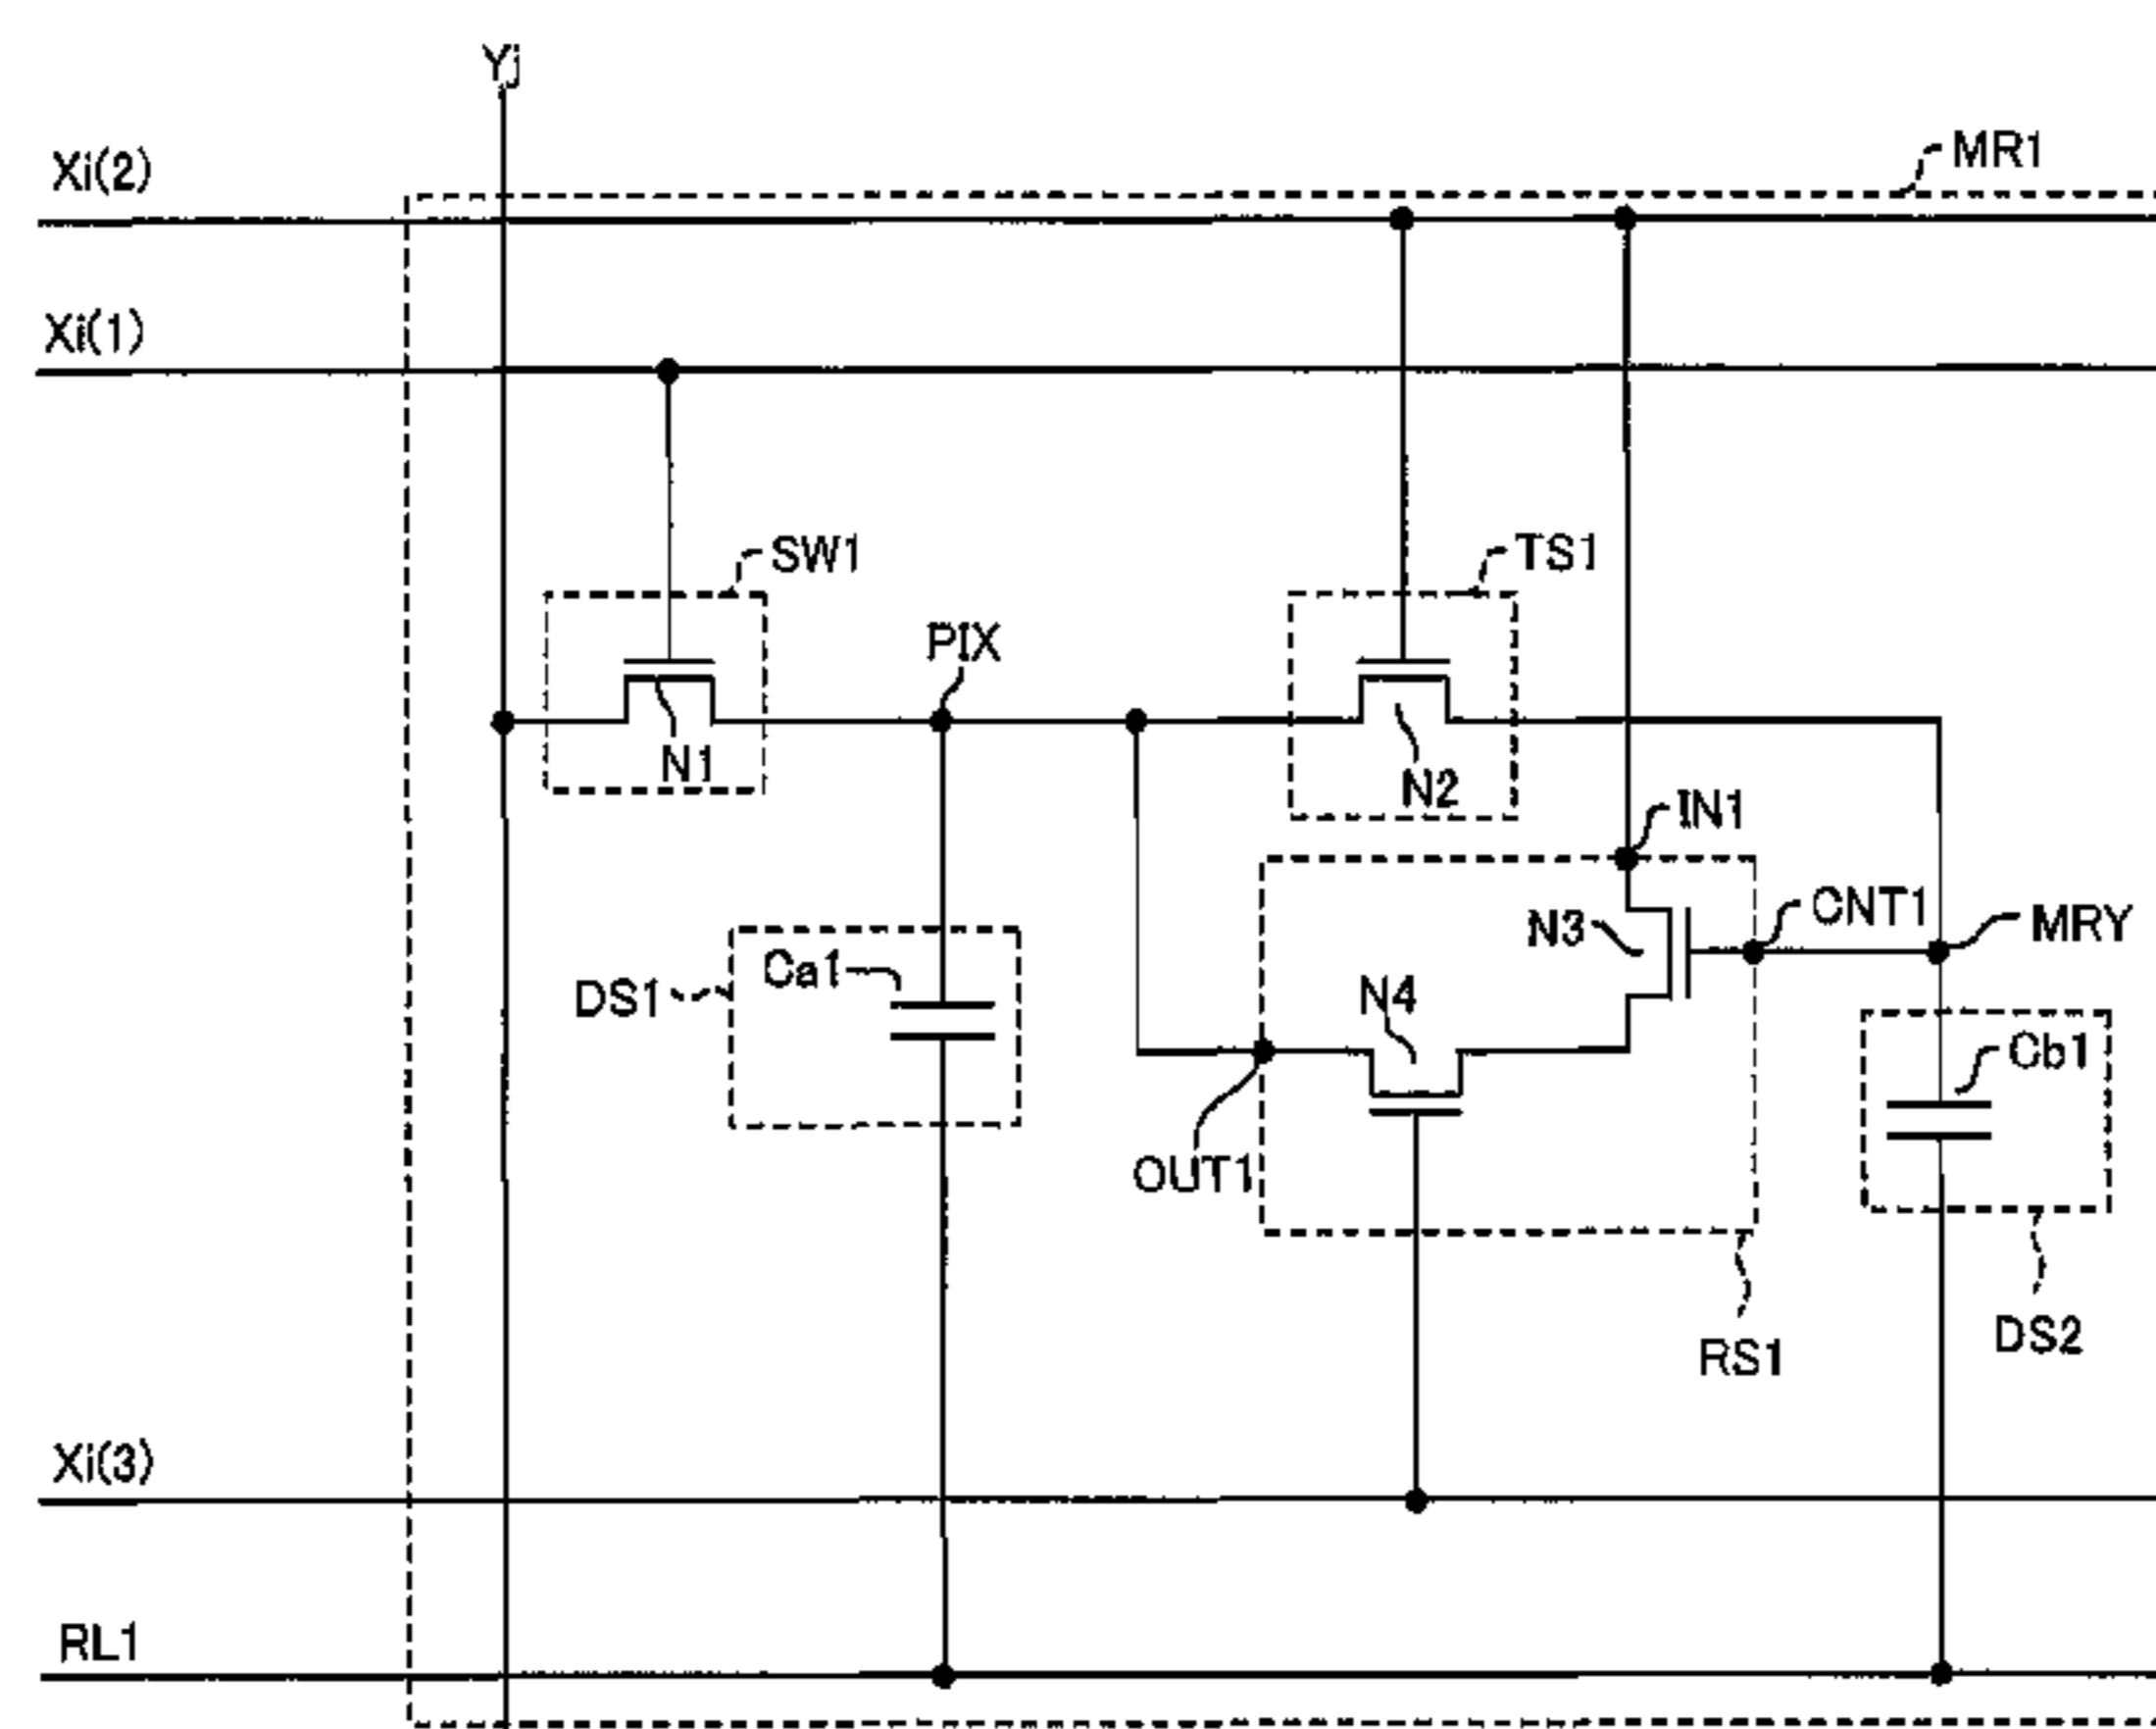 Yj
MR1
Xi(2)
Xi(1)
SW1
TS1
PIX
N1
N2
IN1
CNT1
MRY
N3
Ca1
DS1
N4
Cb1
OUT1
DS2
RS1
Xi(3)
RL1